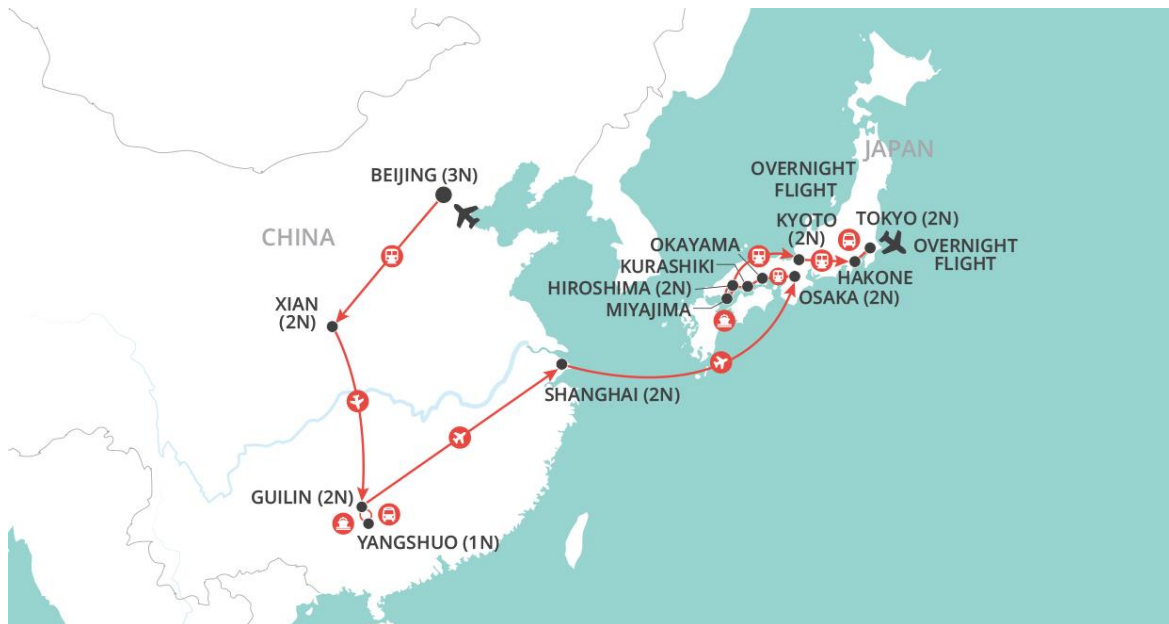 BEIJING (3N)
CHINA
XIAN
(2N)
GUILIN (2N)
YANGSHUO (1N)
SHANGHAI (2N)
JAPAN
OVERNIGHT
FLIGHT
KYOTO
(2N)
TOKYO (2N)
OVERNIGHT
FLIGHT
OKAYAMA
KURASHIKI
HIROSHIMA (2N)
MIYAJIMA
HAKONE
OSAKA (2N)